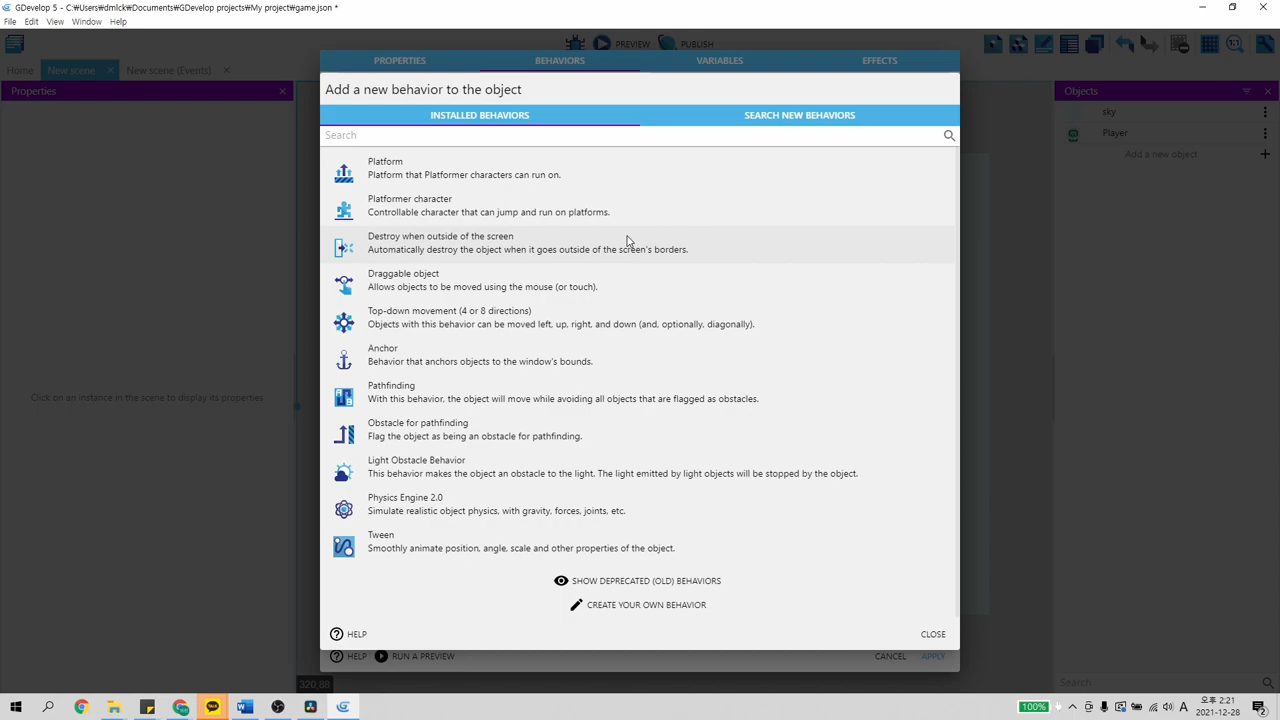 GDevelop 5 - C:₩Users₩dmlck₩Documents₩GDevelop projects₩My project₩game.json *
File Edit View Window Help
PREVIEW PUBLISH
Home New scene × New scene (Events) ×
PROPERTIES BEHAVIORS VARIABLES EFFECTS
Properties
Objects
Add a new behavior to the object
INSTALLED BEHAVIORS SEARCH NEW BEHAVIORS
Search
sky
Player
Add a new object
Platform
Platform that Platformer characters can run on.
Platformer character
Controllable character that can jump and run on platforms.
Destroy when outside of the screen
Automatically destroy the object when it goes outside of the screen's borders.
Draggable object
Allows objects to be moved using the mouse (or touch).
Top-down movement (4 or 8 directions)
Objects with this behavior can be moved left, up, right, and down (and, optionally, diagonally).
Anchor
Behavior that anchors objects to the window's bounds.
Pathfinding
With this behavior, the object will move while avoiding all objects that are flagged as obstacles.
Click on an instance in the scene to display its properties
Obstacle for pathfinding
Flag the object as being an obstacle for pathfinding.
Light Obstacle Behavior
This behavior makes the object an obstacle to the light. The light emitted by light objects will be stopped by the object.
Physics Engine 2.0
Simulate realistic object physics, with gravity, forces, joints, etc.
Tween
Smoothly animate position, angle, scale and other properties of the object.
SHOW DEPRECATED (OLD) BEHAVIORS
CREATE YOUR OWN BEHAVIOR
HELP CLOSE
HELP RUN A PREVIEW CANCEL APPLY
320;88
Search
100% A 오후 2:21
2021-12-28
2